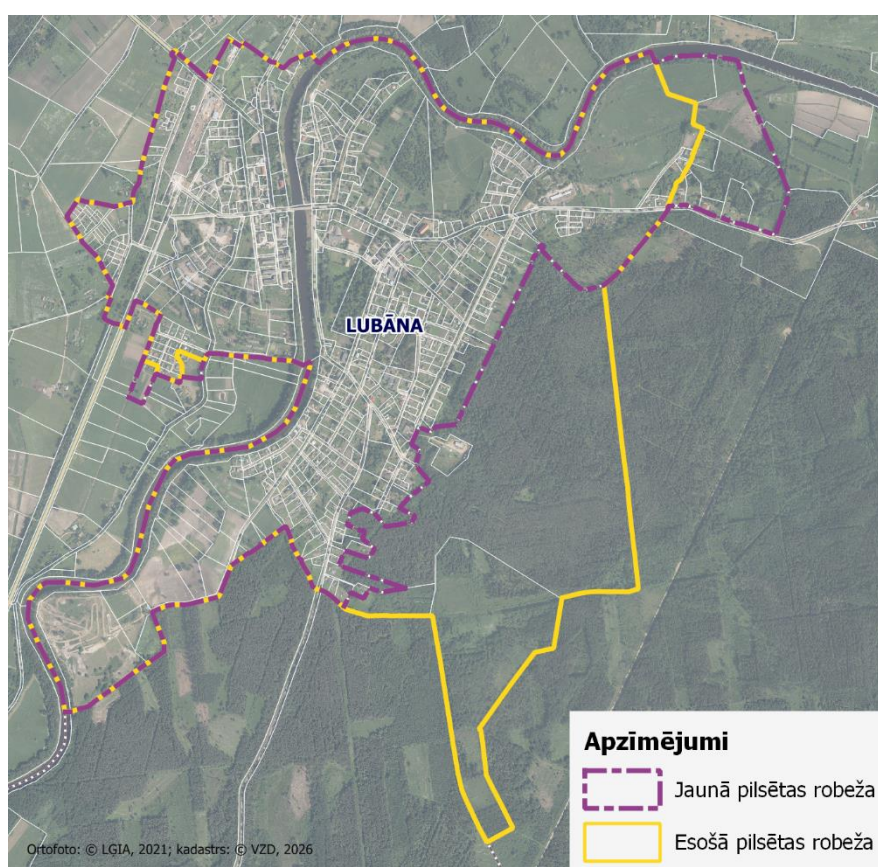 LUBĀNA
Apzīmējumi
Jaunā pilsētas robeža
Esošā pilsētas robeža
Ortofoto: © LGIA, 2021; kadastrs: © VZD, 2026